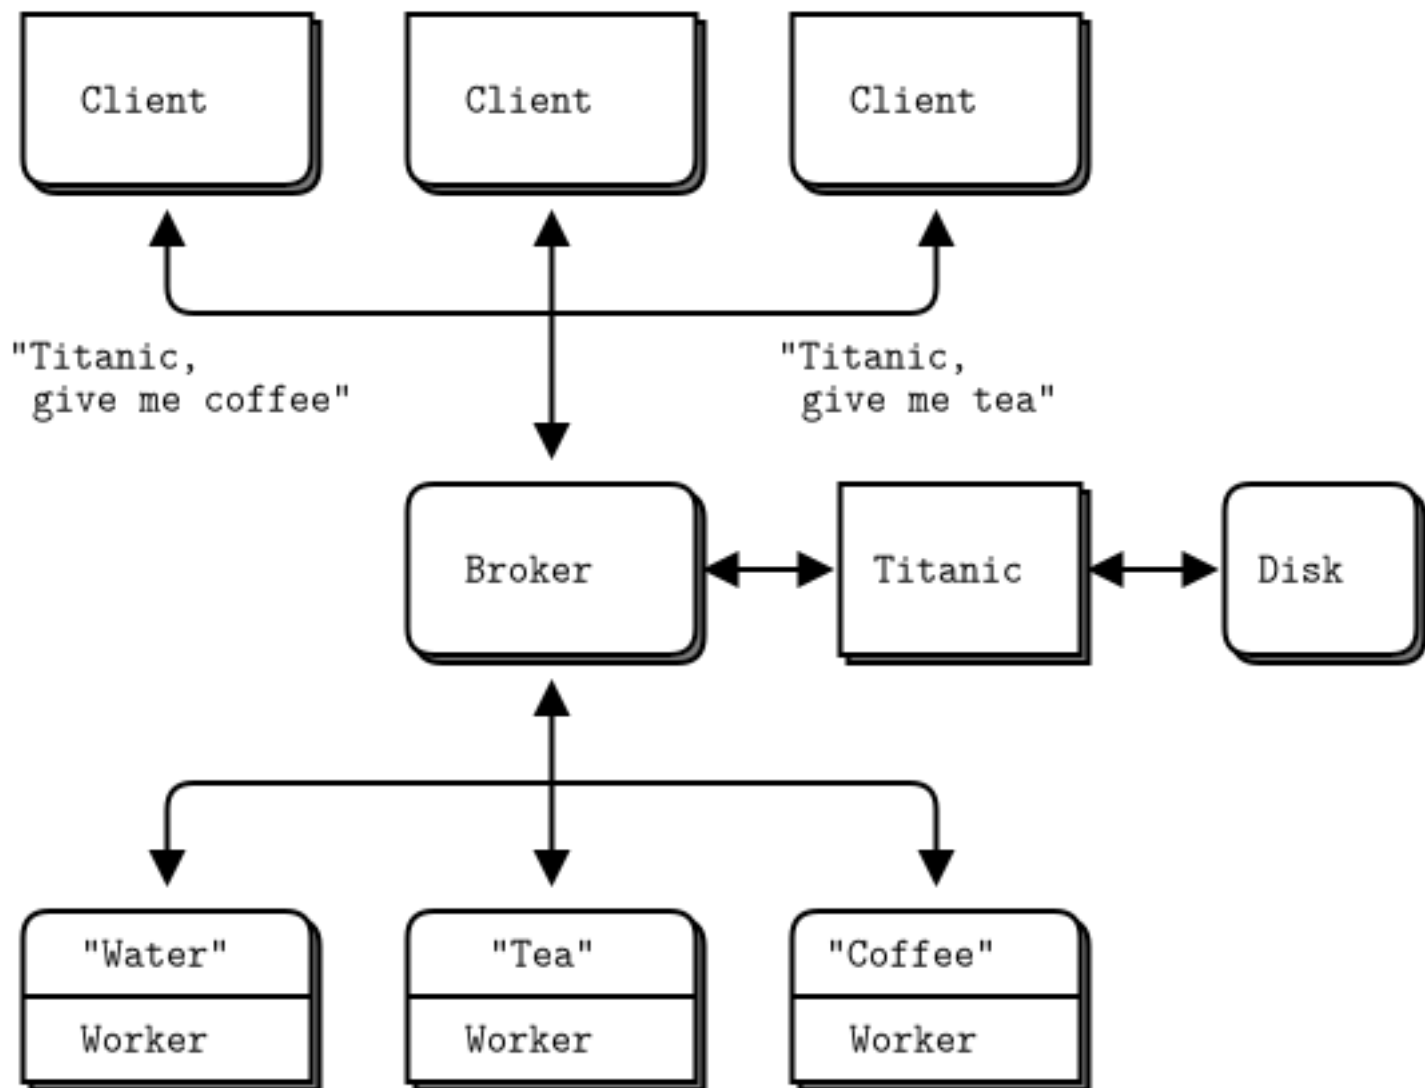 Client
Client
Client
"Titanic,
give me coffee"
"Titanic,
give me tea"
Broker
Titanic
Disk
"Water"
"Tea"
"Coffee"
Worker
Worker
Worker